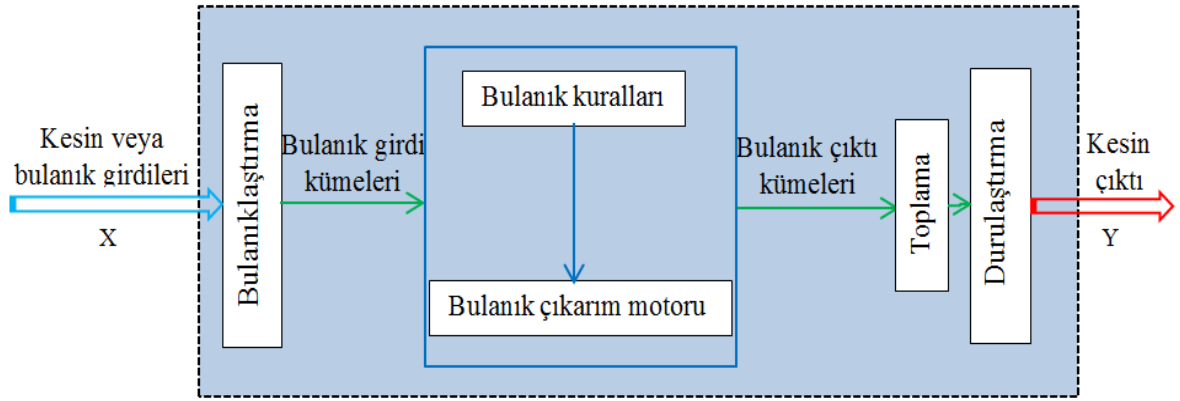 Kesin veya
bulanık girdileri
X
Bulanıklaştırma
Bulanık girdi
kümeleri
Bulanık kuralları
Bulanık çıkarım motoru
Bulanık çıktı
kümeleri
Toplama
Durulaştırma
Kesin
çıktı
Y